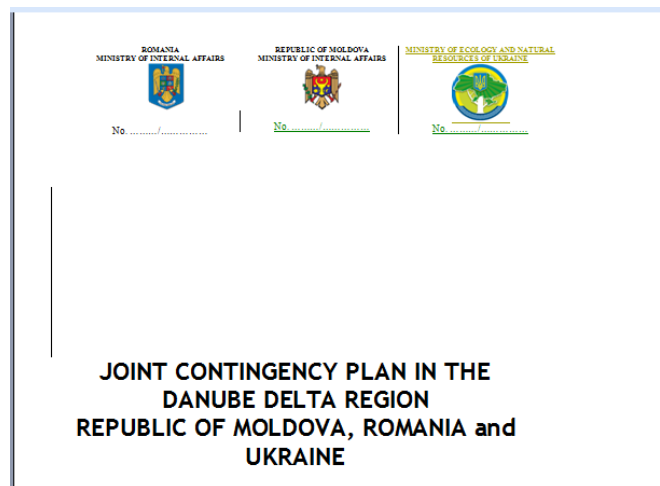 ROMANIA
MINISTRY OF INTERNAL AFFAIRS
No. ........../...............
REPUBLIC OF MOLDOVA
MINISTRY OF INTERNAL AFFAIRS
No. ........../...............
MINISTRY OF ECOLOGY AND NATURAL
RESOURCES OF UKRAINE
No. ........../...............
JOINT CONTINGENCY PLAN IN THE
DANUBE DELTA REGION
REPUBLIC OF MOLDOVA, ROMANIA and
UKRAINE